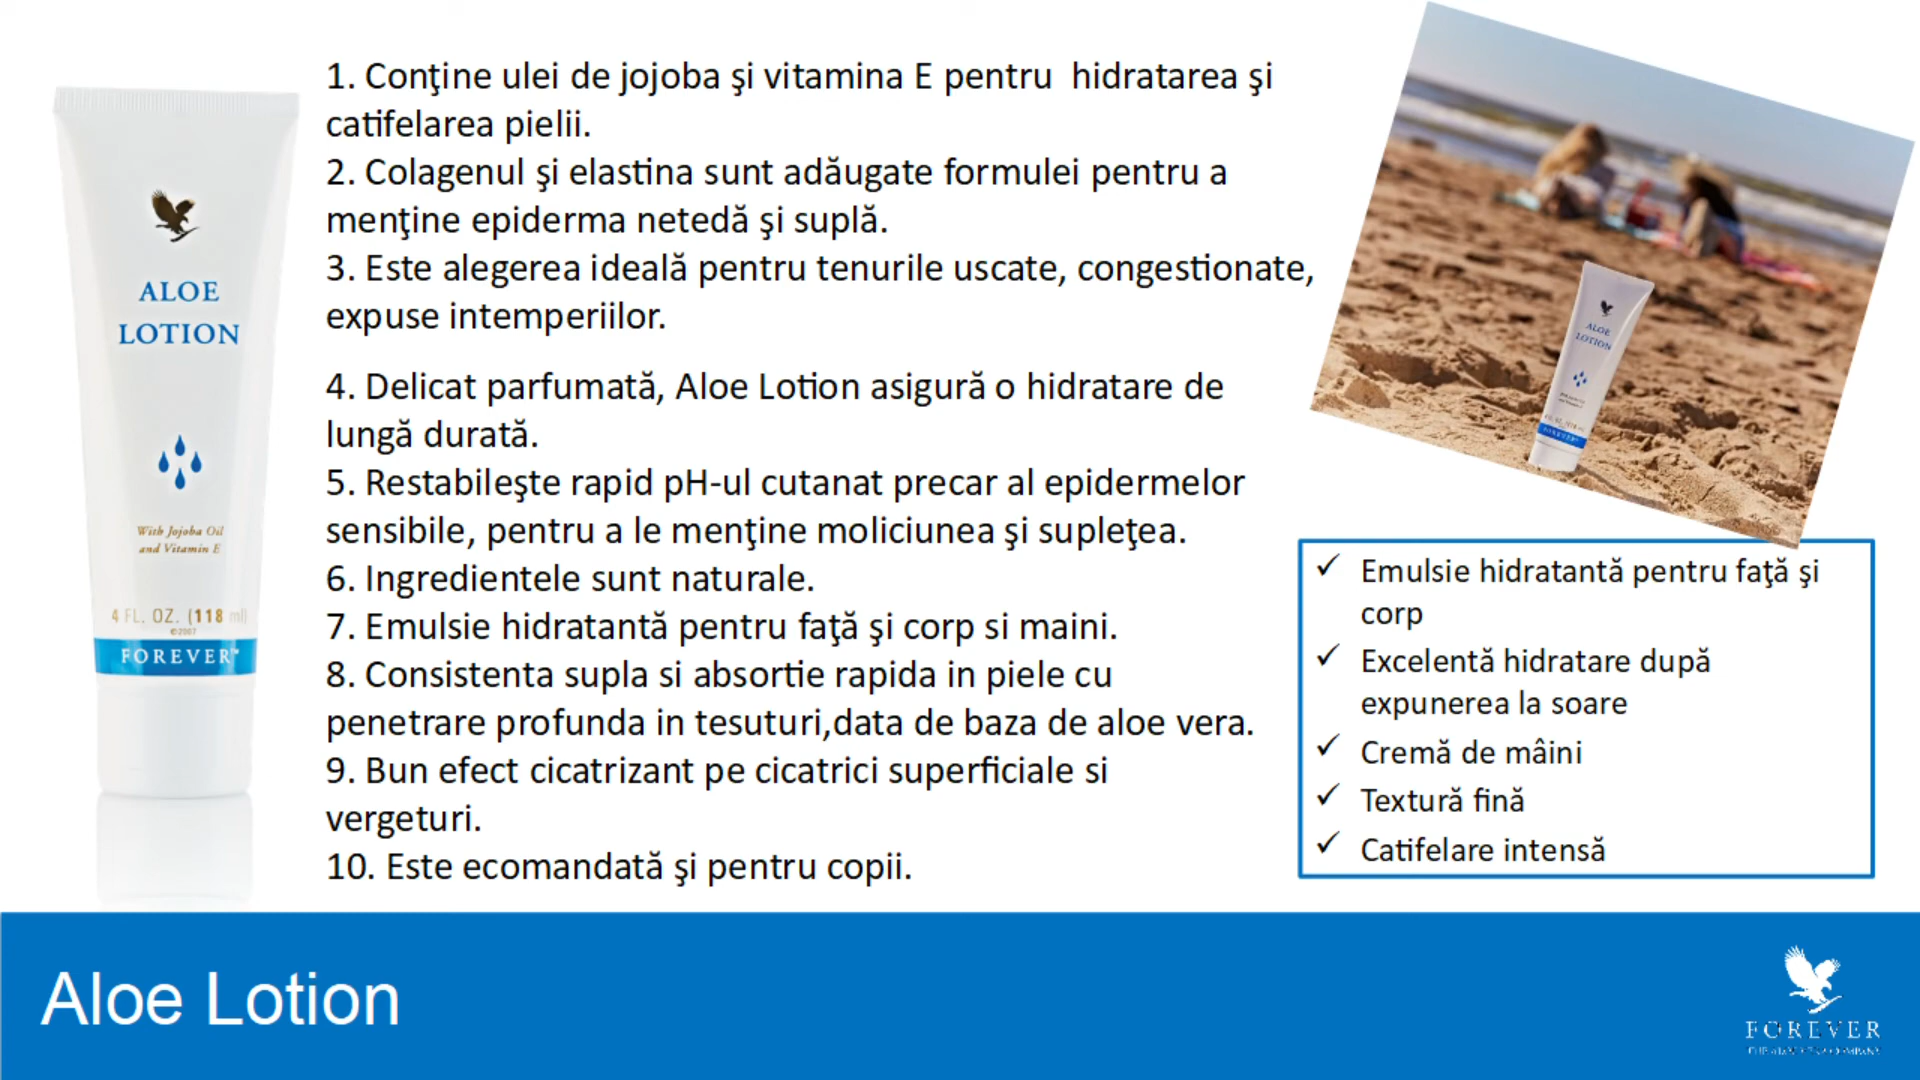 ALOE
LOTION
With Jojoba Oil
and Vitamin E
4 FL. OZ. (118 ml)
©2007
FOREVER™
1. Conţine ulei de jojoba şi vitamina E pentru  hidratarea şi
catifelarea pielii.
2. Colagenul şi elastina sunt adăugate formulei pentru a
menţine epiderma netedă şi suplă.
3. Este alegerea ideală pentru tenurile uscate, congestionate,
expuse intemperiilor.
4. Delicat parfumată, Aloe Lotion asigură o hidratare de
lungă durată.
5. Restabileşte rapid pH-ul cutanat precar al epidermelor
sensibile, pentru a le menţine moliciunea şi supleţea.
6. Ingredientele sunt naturale.
7. Emulsie hidratantă pentru faţă şi corp si maini.
8. Consistenta supla si absortie rapida in piele cu
penetrare profunda in tesuturi,data de baza de aloe vera.
9. Bun efect cicatrizant pe cicatrici superficiale si
vergeturi.
10. Este ecomandată şi pentru copii.
ALOE
LOTION
FOREVER
✓ Emulsie hidratantă pentru faţă şi
corp
✓ Excelentă hidratare după
expunerea la soare
✓ Cremă de mâini
✓ Textură fină
✓ Catifelare intensă
Aloe Lotion
FOREVER